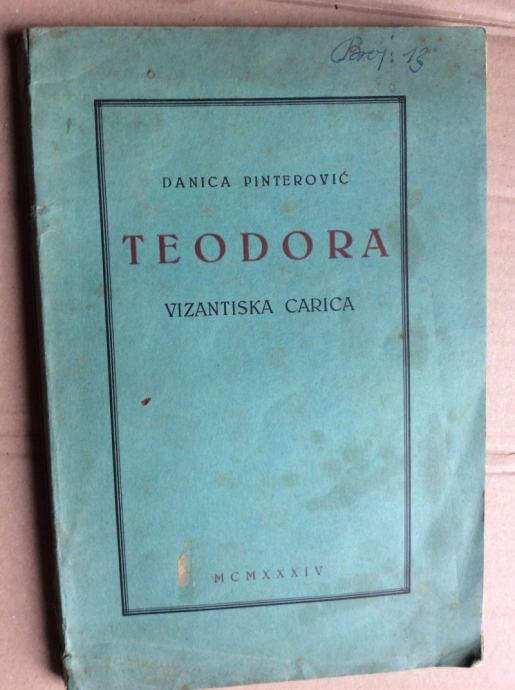 Broj: 13
DANICA PINTEROVIĆ
TEODORA
VIZANTISKA CARICA
MCMXXXIV